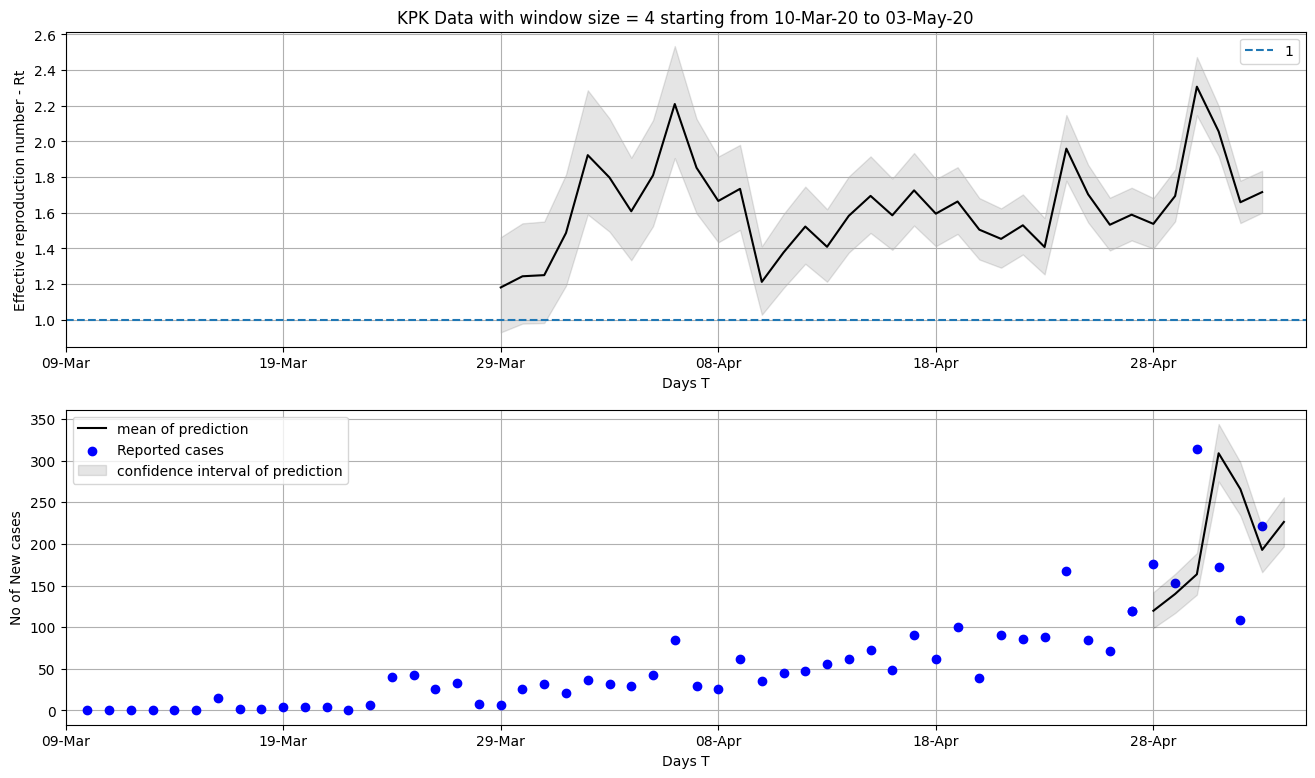 KPK Data with window size = 4 starting from 10-Mar-20 to 03-May-20
Effective reproduction number - Rt
2.6
2.4
2.2
2.0
1.8
1.6
1.4
1.2
1.0
1
09-Mar 19-Mar 29-Mar 08-Apr 18-Apr 28-Apr
Days T
No of New cases
350
300
250
200
150
100
50
0
mean of prediction
Reported cases
confidence interval of prediction
09-Mar 19-Mar 29-Mar 08-Apr 18-Apr 28-Apr
Days T